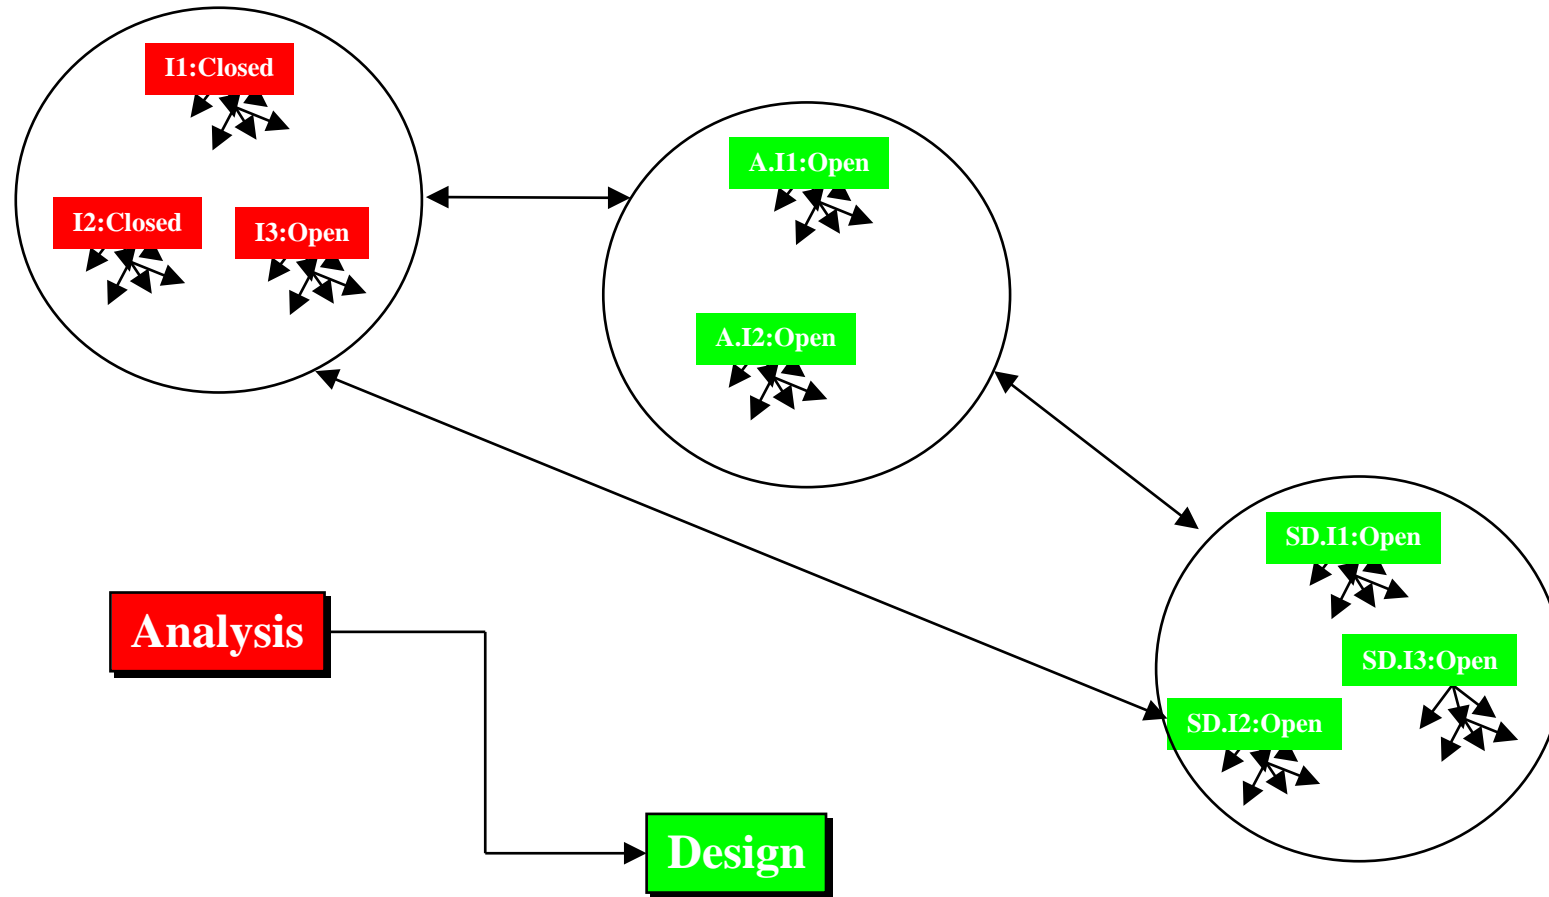 I1:Closed
A.I1:Open
I2:Closed
I3:Open
A.I2:Open
SD.I1:Open
Analysis
SD.I3:Open
SD.I2:Open
Design